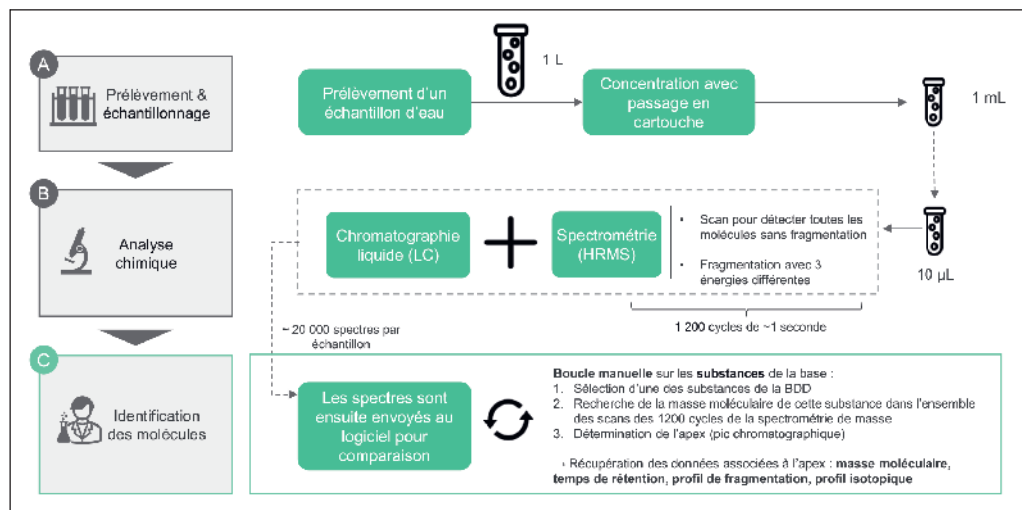 A
Prélèvement &
échantillonnage
Prélèvement d'un
échantillon d'eau
1 L
Concentration avec
passage en
cartouche
1 mL
B
Analyse
chimique
Chromatographie
liquide (LC)
Spectrométrie
(HRMS)
• Scan pour détecter toutes les
molécules sans fragmentation
• Fragmentation avec 3
énergies différentes
10 µL
1 200 cycles de ~1 seconde
~ 20 000 spectres par
échantillon
C
Identification
des molécules
Les spectres sont
ensuite envoyés au
logiciel pour
comparaison
Boucle manuelle sur les substances de la base :
1. Sélection d'une des substances de la BDD
2. Recherche de la masse moléculaire de cette substance dans l'ensemble
des scans des 1200 cycles de la spectrométrie de masse
3. Détermination de l'apex (pic chromatographique)
→ Récupération des données associées à l'apex : masse moléculaire,
temps de rétention, profil de fragmentation, profil isotopique